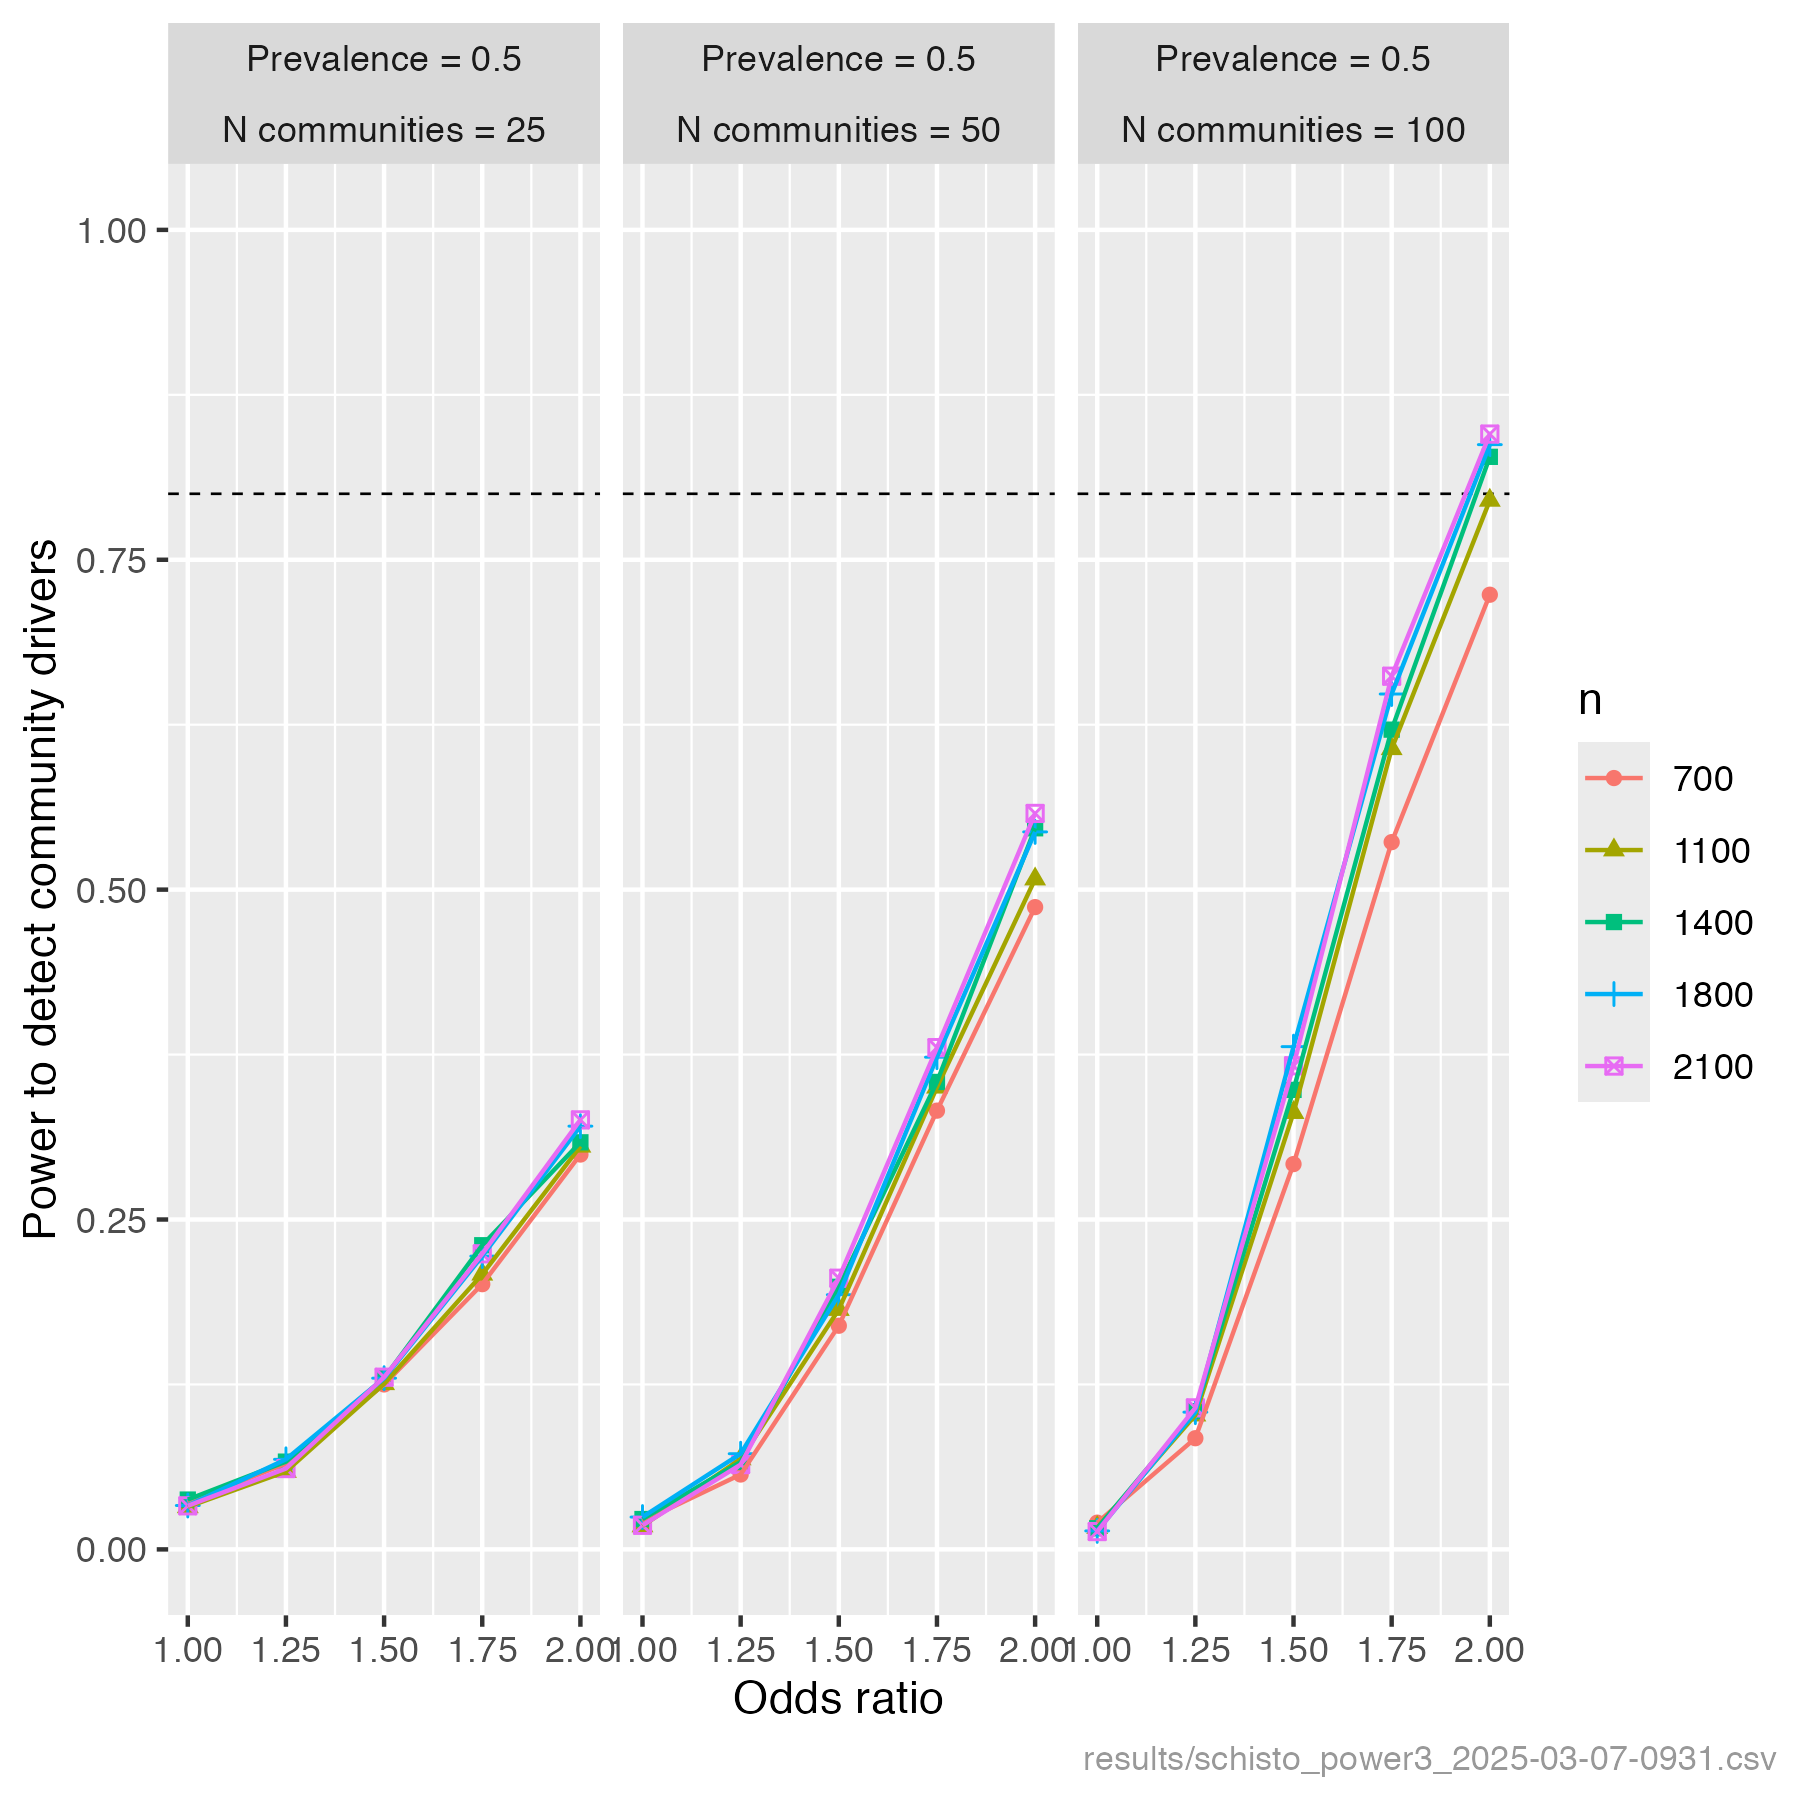 Prevalence = 0.5
N communities = 25
Prevalence = 0.5
N communities = 50
Prevalence = 0.5
N communities = 100
Power to detect community drivers
1.00
0.75
0.50
0.25
0.00
1.00 1.25 1.50 1.75 2.00
1.00 1.25 1.50 1.75 2.00
1.00 1.25 1.50 1.75 2.00
Odds ratio
n
700
1100
1400
1800
2100
results/schisto_power3_2025-03-07-0931.csv